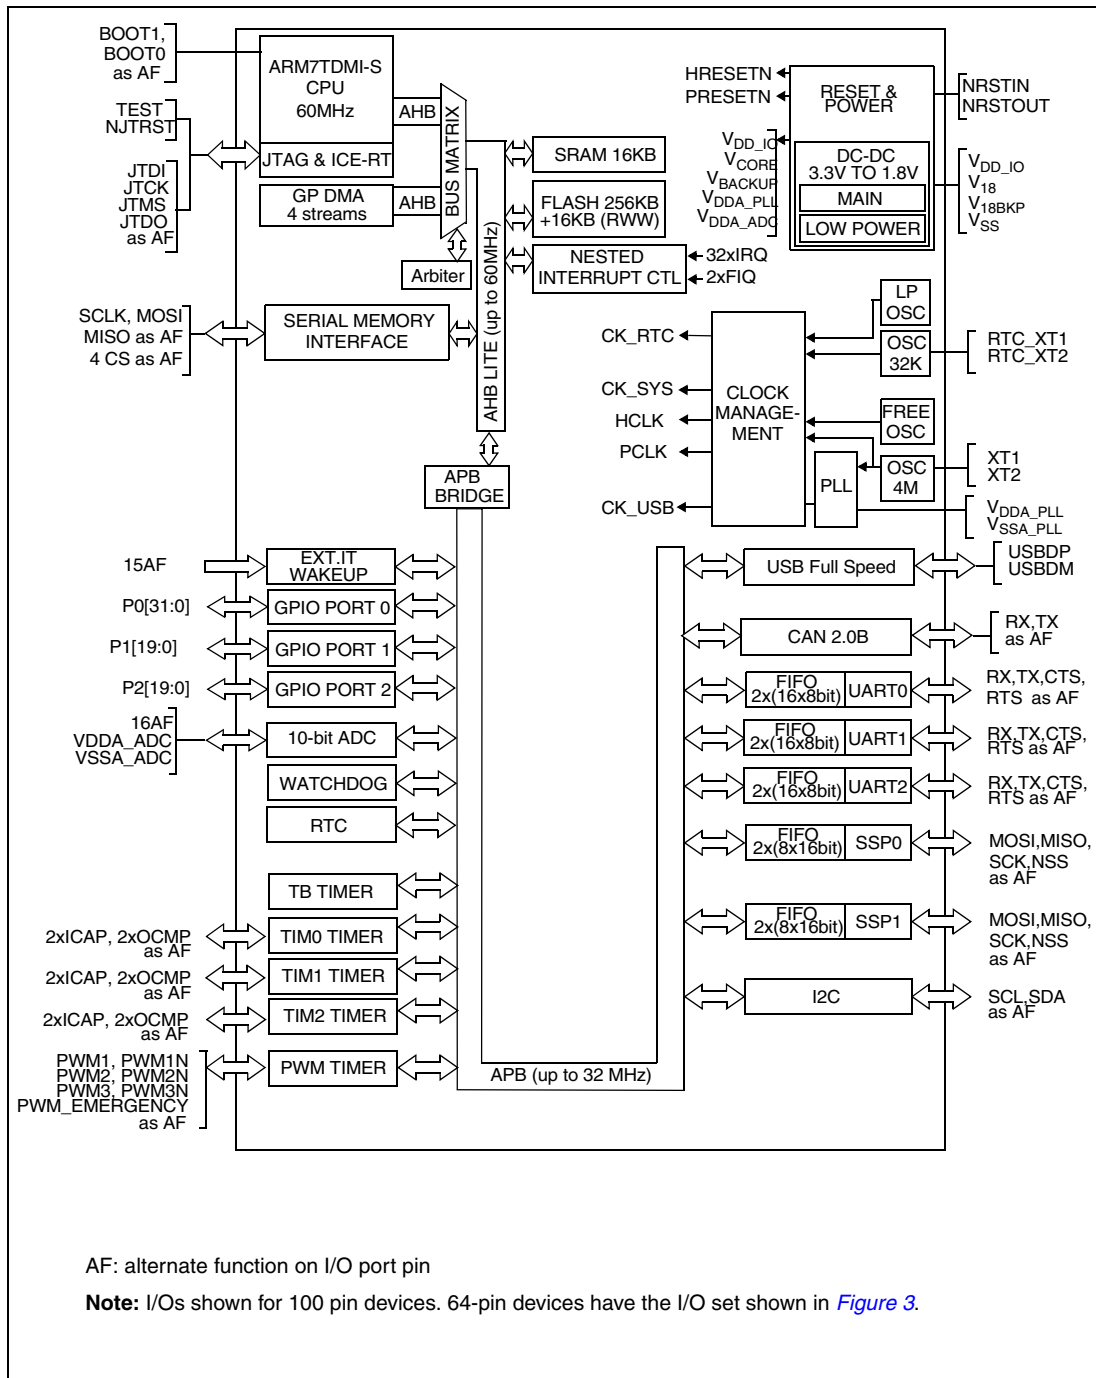 BOOT1,
BOOT0
as AF
TEST
NJTRST
JTDI
JTCK
JTMS
JTDO
as AF
ARM7TDMI-S
CPU
60MHz
JTAG & ICE-RT
GP DMA
4 streams
AHB
AHB
BUS MATRIX
Arbiter
SRAM 16KB
FLASH 256KB
+16KB (RWW)
NESTED
INTERRUPT CTL
32xIRQ
2xFIQ
HRESETN
PRESETN
VDD_IO
VCORE
VBACKUP
VDDA_PLL
VDDA_ADC
RESET &
POWER
DC-DC
3.3V TO 1.8V
MAIN
LOW POWER
NRSTIN
NRSTOUT
VDD_IO
V18
V18BKP
VSS
SCLK, MOSI
MISO as AF
4 CS as AF
SERIAL MEMORY
INTERFACE
AHB LITE (up to 60MHz)
CK_RTC
CK_SYS
HCLK
PCLK
CK_USB
CLOCK
MANAGE-
MENT
LP
OSC
OSC
32K
FREE
OSC
OSC
4M
PLL
RTC_XT1
RTC_XT2
XT1
XT2
VDDA_PLL
VSSA_PLL
APB
BRIDGE
15AF
EXT.IT
WAKEUP
P0[31:0]
GPIO PORT 0
P1[19:0]
GPIO PORT 1
P2[19:0]
GPIO PORT 2
16AF
VDDA_ADC
VSSA_ADC
10-bit ADC
WATCHDOG
RTC
TB TIMER
2xICAP, 2xOCMP
as AF
TIM0 TIMER
2xICAP, 2xOCMP
as AF
TIM1 TIMER
2xICAP, 2xOCMP
as AF
TIM2 TIMER
PWM1, PWM1N
PWM2, PWM2N
PWM3, PWM3N
PWM_EMERGENCY
as AF
PWM TIMER
APB (up to 32 MHz)
USB Full Speed
USBDP
USBDM
CAN 2.0B
RX,TX
as AF
FIFO
2x(16x8bit)
UART0
RX,TX,CTS,
RTS as AF
FIFO
2x(16x8bit)
UART1
RX,TX,CTS,
RTS as AF
FIFO
2x(16x8bit)
UART2
RX,TX,CTS,
RTS as AF
FIFO
2x(8x16bit)
SSP0
MOSI,MISO,
SCK,NSS
as AF
FIFO
2x(8x16bit)
SSP1
MOSI,MISO,
SCK,NSS
as AF
I2C
SCL,SDA
as AF
AF: alternate function on I/O port pin
Note: I/Os shown for 100 pin devices. 64-pin devices have the I/O set shown in Figure 3.